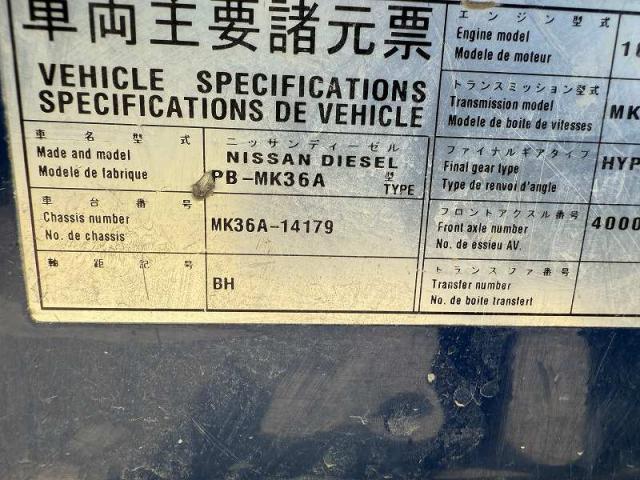 車両主要諸元票
VEHICLE SPECIFICATIONS
SPECIFICATIONS DE VEHICLE
車名型式
Made and model
Modele de fabrique
ニッサンディーゼル
NISSAN DIESEL
PB-MK36A
型
TYPE
車台番号
Chassis number
No. de chassis
MK36A-14179
軸距記号
BH
エンジン型式
Engine model
Modele de moteur
トランスミッション型式
Transmission model
Modele de boite de vitesses
MK
ファイナルギアタイプ
Final gear type
Type de renvoi d'angle
HYP
フロントアクスル番号
Front axle number
No. de essieu AV.
4000
トランスファ番号
Transfer number
No. de boite transfert